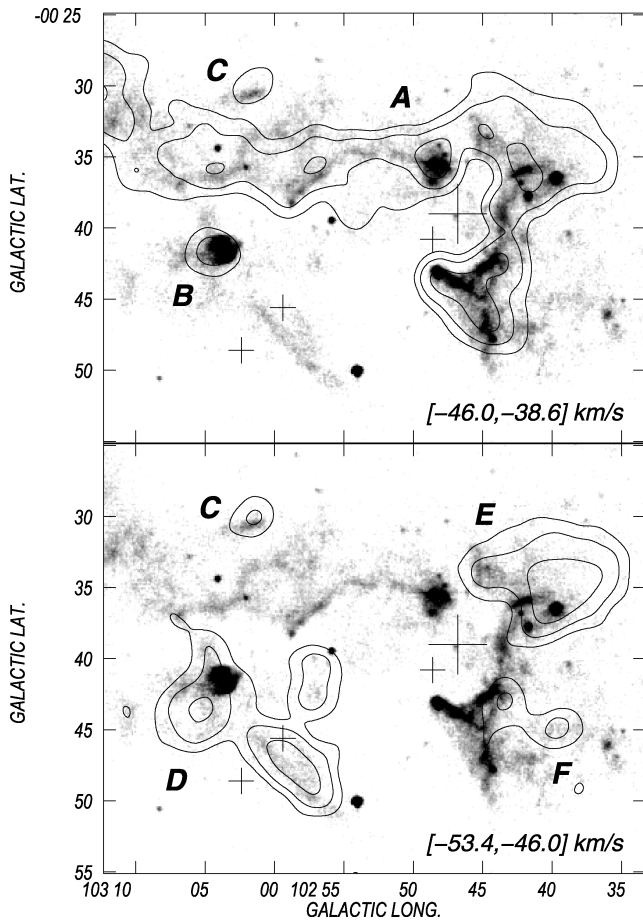 -00 25
C
30
A
35
GALACTIC LAT.
40
B
45
50
[−46.0,−38.6] km/s
C
E
30
35
GALACTIC LAT.
40
45
D
F
50
[−53.4,−46.0] km/s
55
103 10 05 00 102 55 50 45 40 35
GALACTIC LONG.